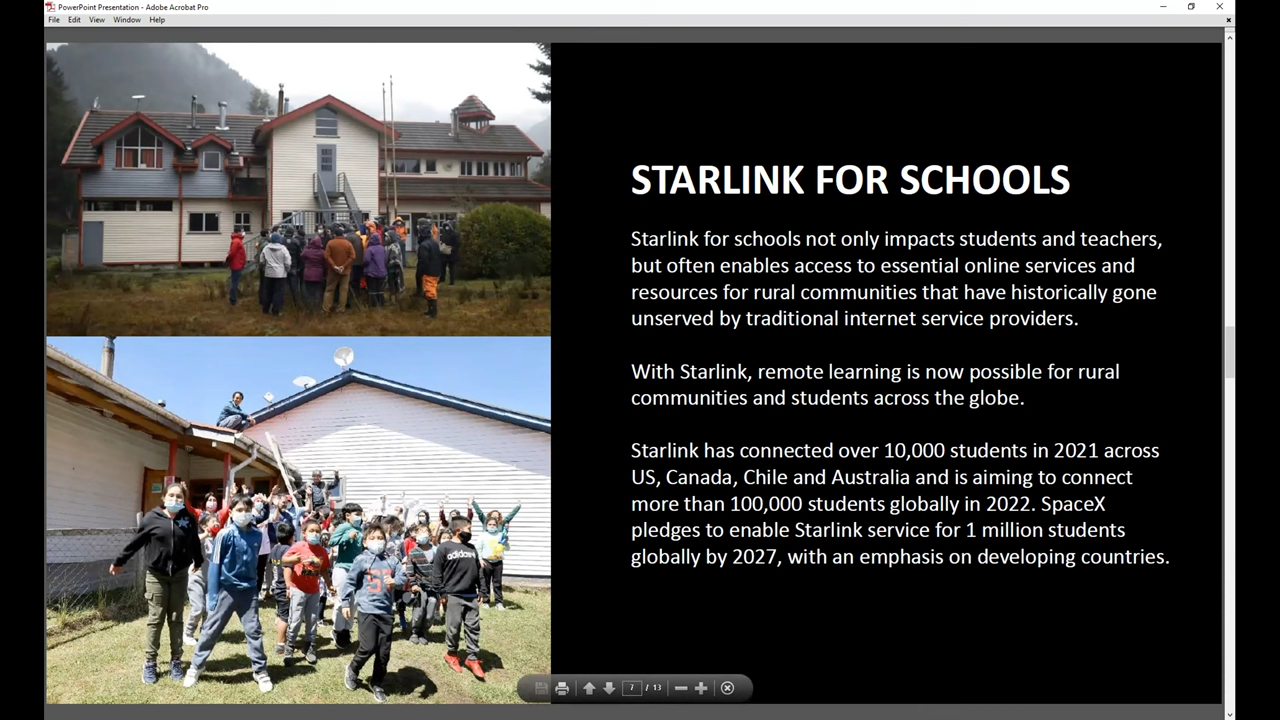 PowerPoint Presentation - Adobe Acrobat Pro
File Edit View Window Help
STARLINK FOR SCHOOLS
Starlink for schools not only impacts students and teachers,
but often enables access to essential online services and
resources for rural communities that have historically gone
unserved by traditional internet service providers.
With Starlink, remote learning is now possible for rural
communities and students across the globe.
Starlink has connected over 10,000 students in 2021 across
US, Canada, Chile and Australia and is aiming to connect
more than 100,000 students globally in 2022. SpaceX
pledges to enable Starlink service for 1 million students
globally by 2027, with an emphasis on developing countries.
adidas
57
7 / 13